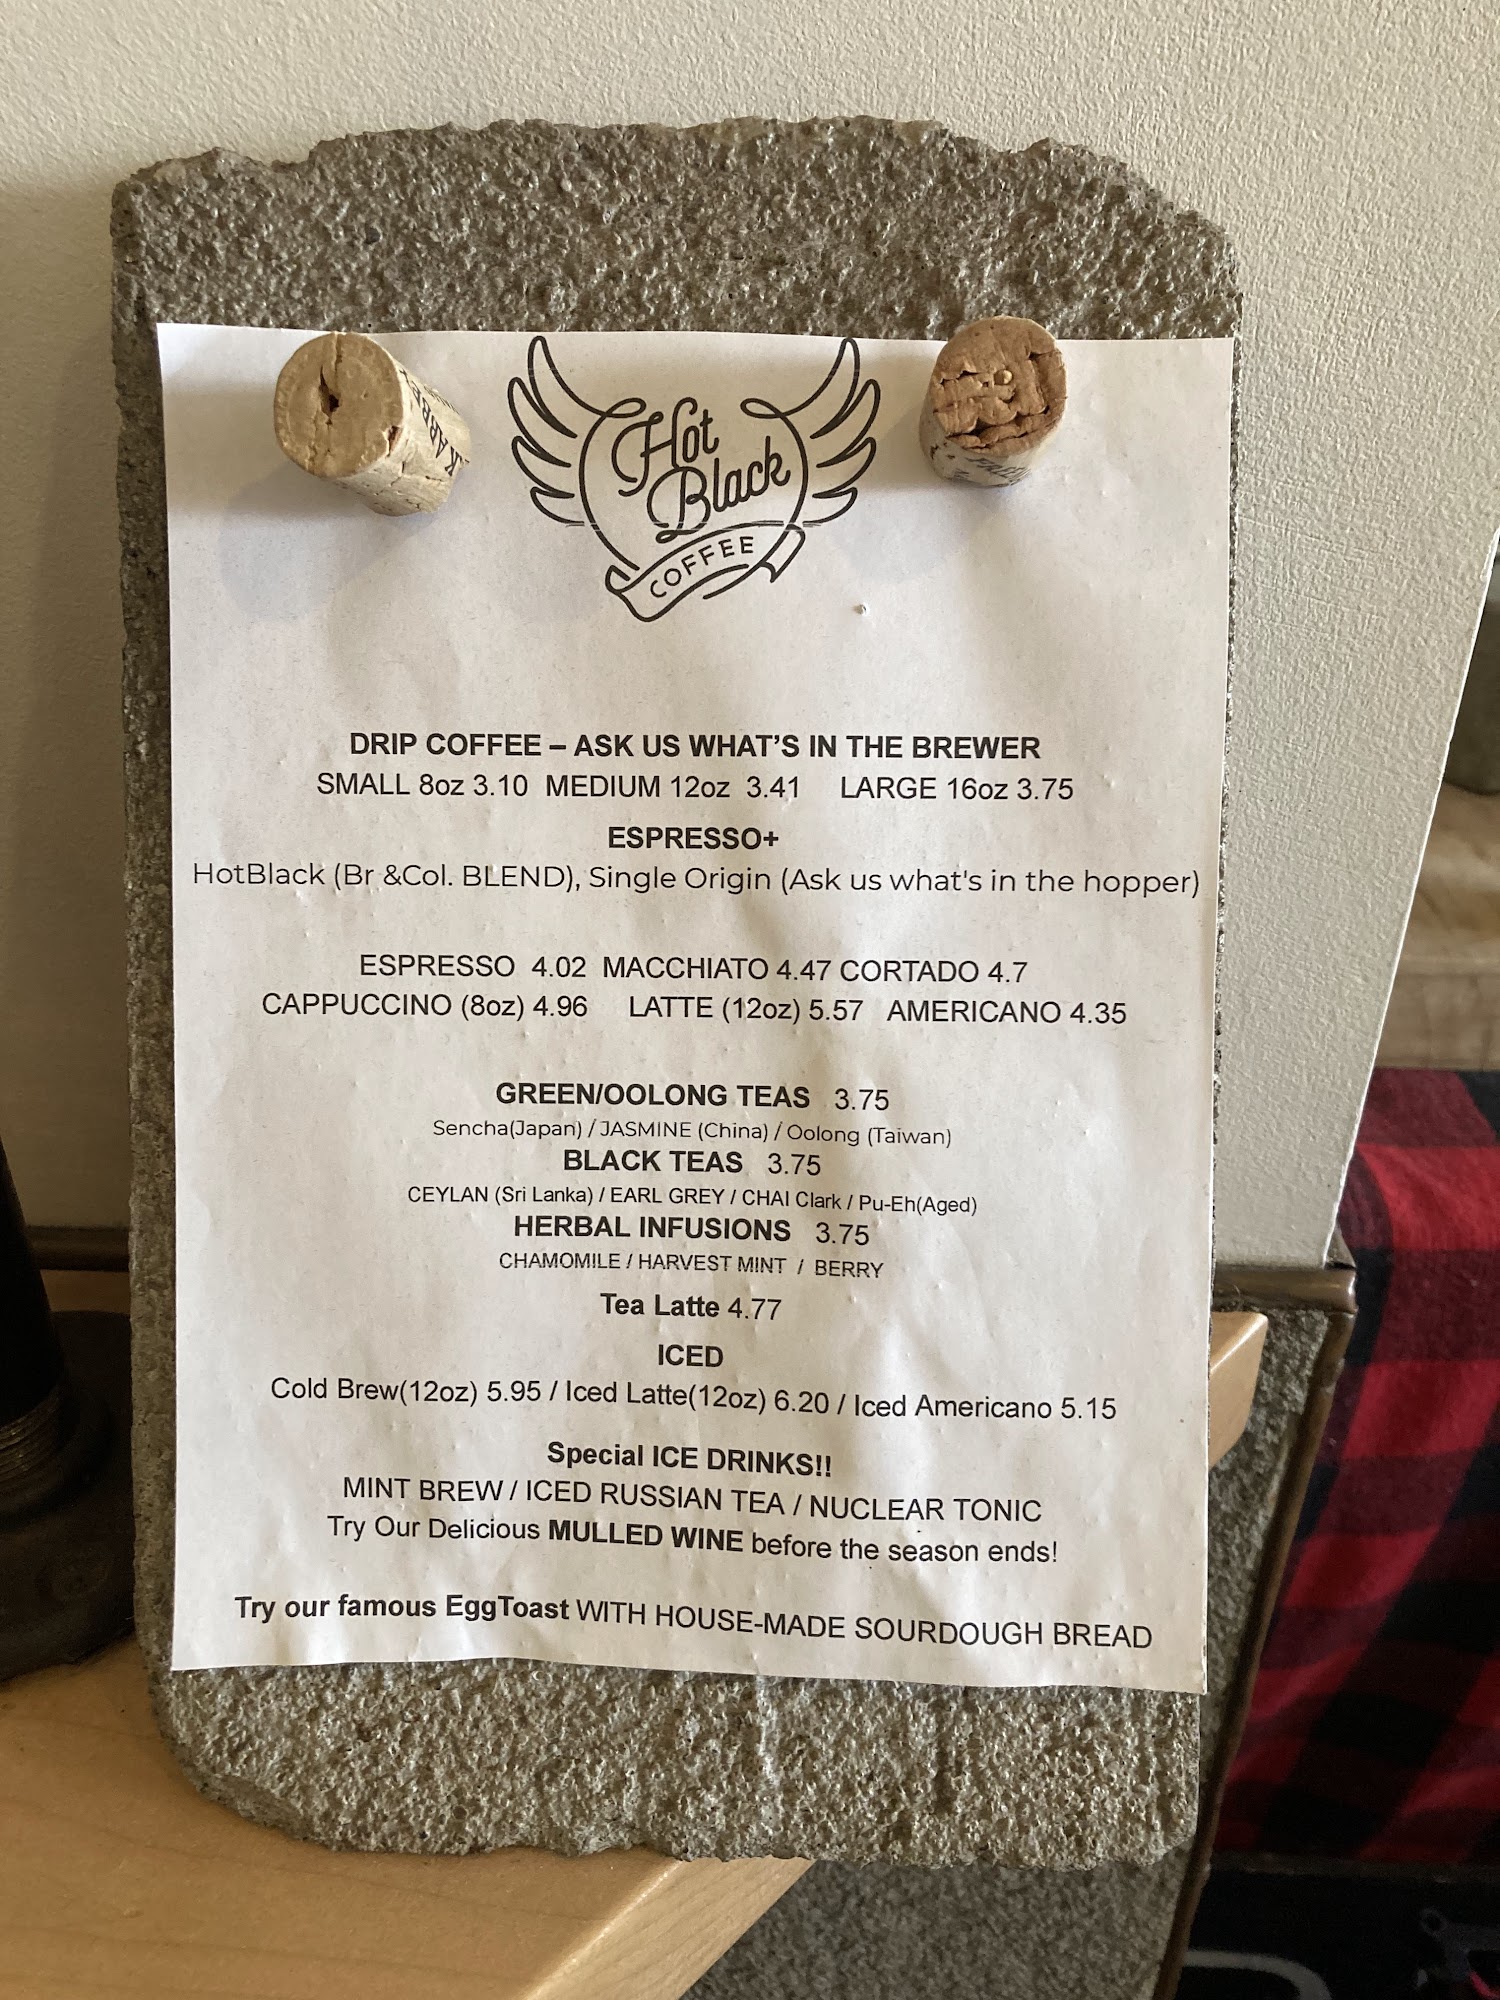 Hot
Black
COFFEE
DRIP COFFEE – ASK US WHAT'S IN THE BREWER
SMALL 8oz 3.10 MEDIUM 12oz 3.41 LARGE 16oz 3.75
ESPRESSO+
HotBlack (Br &Col. BLEND), Single Origin (Ask us what's in the hopper)
ESPRESSO 4.02 MACCHIATO 4.47 CORTADO 4.7
CAPPUCCINO (8oz) 4.96 LATTE (12oz) 5.57 AMERICANO 4.35
GREEN/OOLONG TEAS 3.75
Sencha(Japan) / JASMINE (China) / Oolong (Taiwan)
BLACK TEAS 3.75
CEYLAN (Sri Lanka) / EARL GREY / CHAI Clark / Pu-Eh(Aged)
HERBAL INFUSIONS 3.75
CHAMOMILE / HARVEST MINT / BERRY
Tea Latte 4.77
ICED
Cold Brew(12oz) 5.95 / Iced Latte(12oz) 6.20 / Iced Americano 5.15
Special ICE DRINKS!!
MINT BREW / ICED RUSSIAN TEA / NUCLEAR TONIC
Try Our Delicious MULLED WINE before the season ends!
Try our famous EggToast WITH HOUSE-MADE SOURDOUGH BREAD